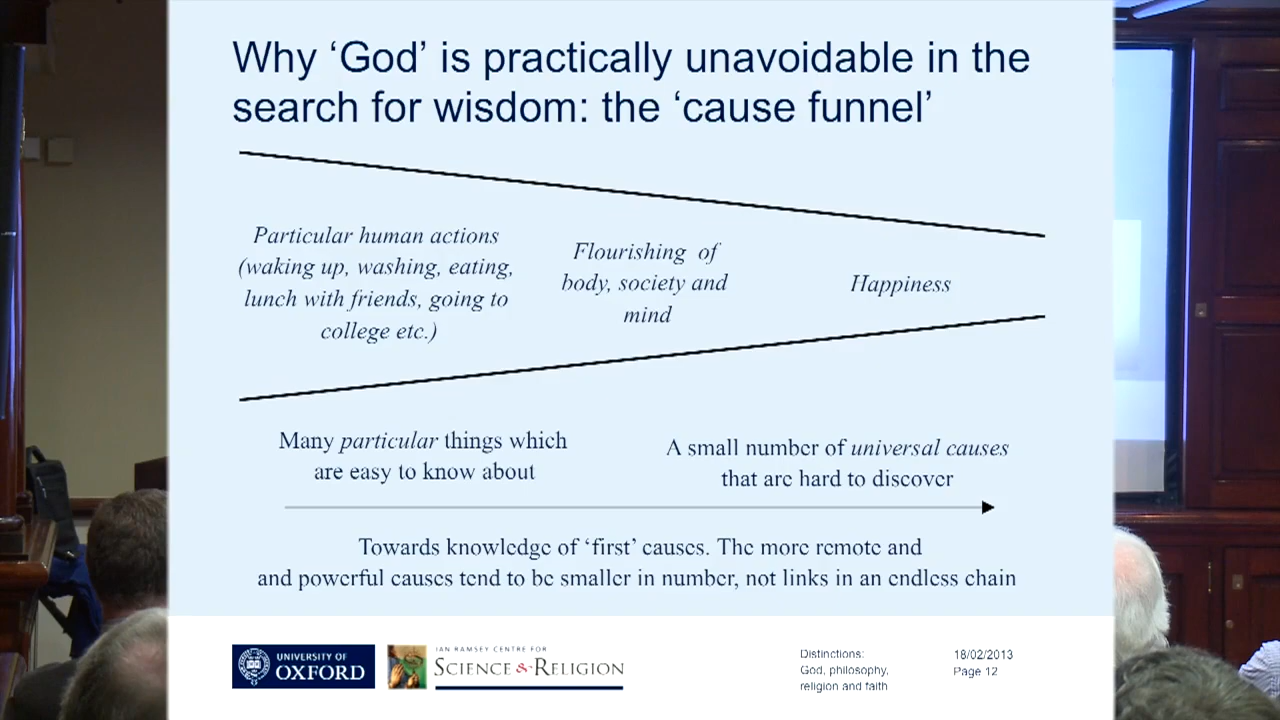 Why ‘God’ is practically unavoidable in the
search for wisdom: the ‘cause funnel’
Particular human actions
(waking up, washing, eating,
lunch with friends, going to
college etc.)
Flourishing of
body, society and
mind
Happiness
Many particular things which
are easy to know about
A small number of universal causes
that are hard to discover
Towards knowledge of ‘first’ causes. The more remote and
and powerful causes tend to be smaller in number, not links in an endless chain
UNIVERSITY OF
OXFORD
IAN RAMSEY CENTRE FOR
SCIENCE & RELIGION
Distinctions:
God, philosophy,
religion and faith
18/02/2013
Page 12